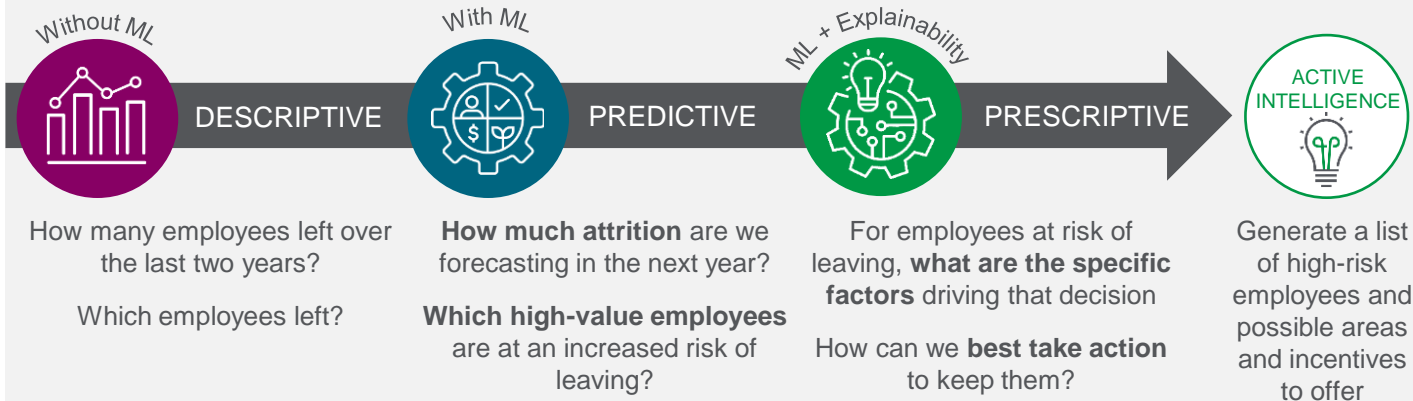 Without ML
DESCRIPTIVE
How many employees left over
the last two years?
Which employees left?
With ML
$
PREDICTIVE
How much attrition are we
forecasting in the next year?
Which high-value employees
are at an increased risk of
leaving?
ML + Explainability
PRESCRIPTIVE
For employees at risk of
leaving, what are the specific
factors driving that decision
How can we best take action
to keep them?
ACTIVE
INTELLIGENCE
Generate a list
of high-risk
employees and
possible areas
and incentives
to offer